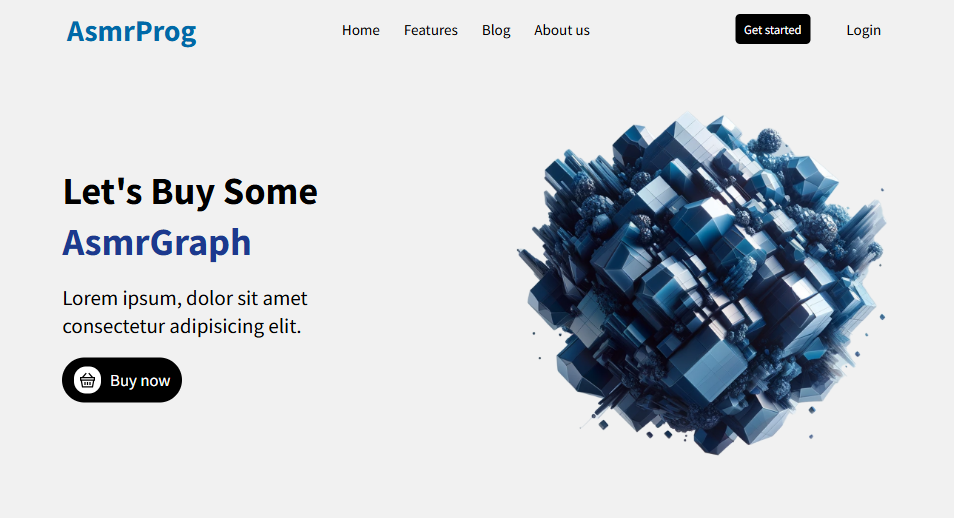 AsmrProg
Home Features Blog About us
Get started Login
Let's Buy Some
AsmrGraph
Lorem ipsum, dolor sit amet
consectetur adipisicing elit.
Buy now